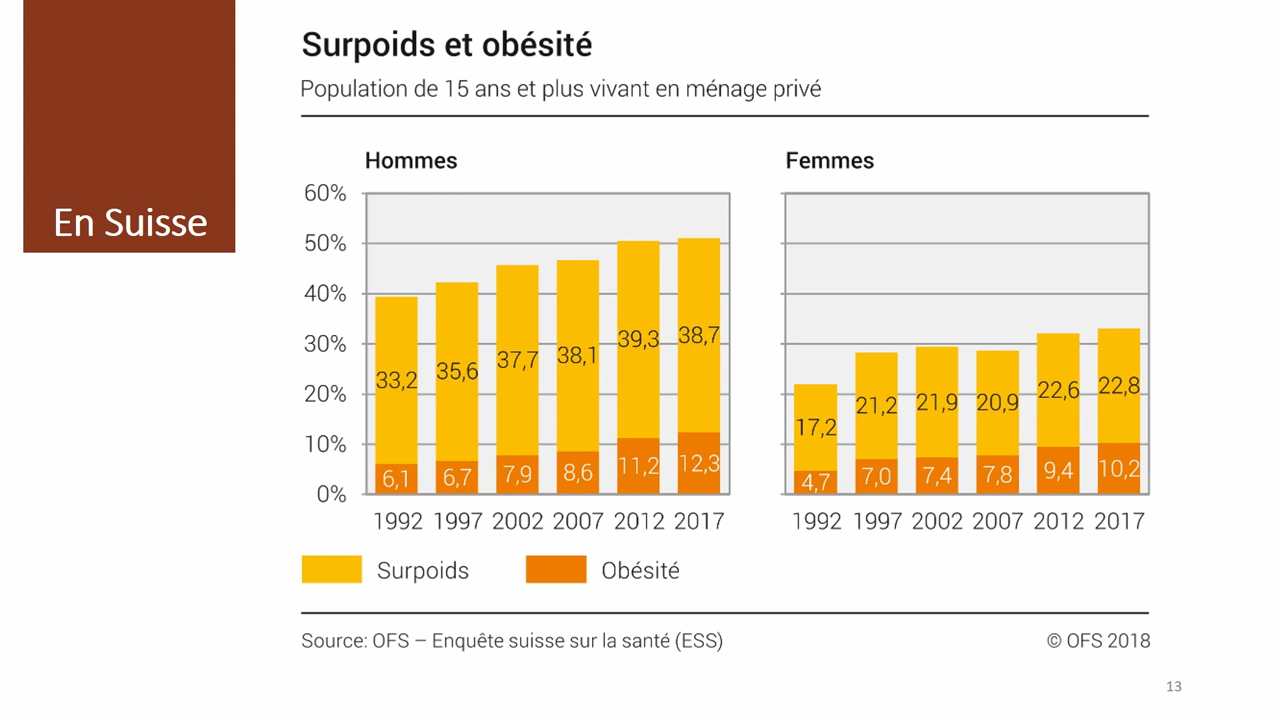 En Suisse
Surpoids et obésité
Population de 15 ans et plus vivant en ménage privé
Hommes
60%
50%
40%
30%
20%
10%
0%
33,2 35,6 37,7 38,1 39,3 38,7
6,1 6,7 7,9 8,6 11,2 12,3
1992 1997 2002 2007 2012 2017
Femmes
17,2 21,2 21,9 20,9 22,6 22,8
4,7 7,0 7,4 7,8 9,4 10,2
1992 1997 2002 2007 2012 2017
Surpoids Obésité
Source: OFS – Enquête suisse sur la santé (ESS) © OFS 2018
13